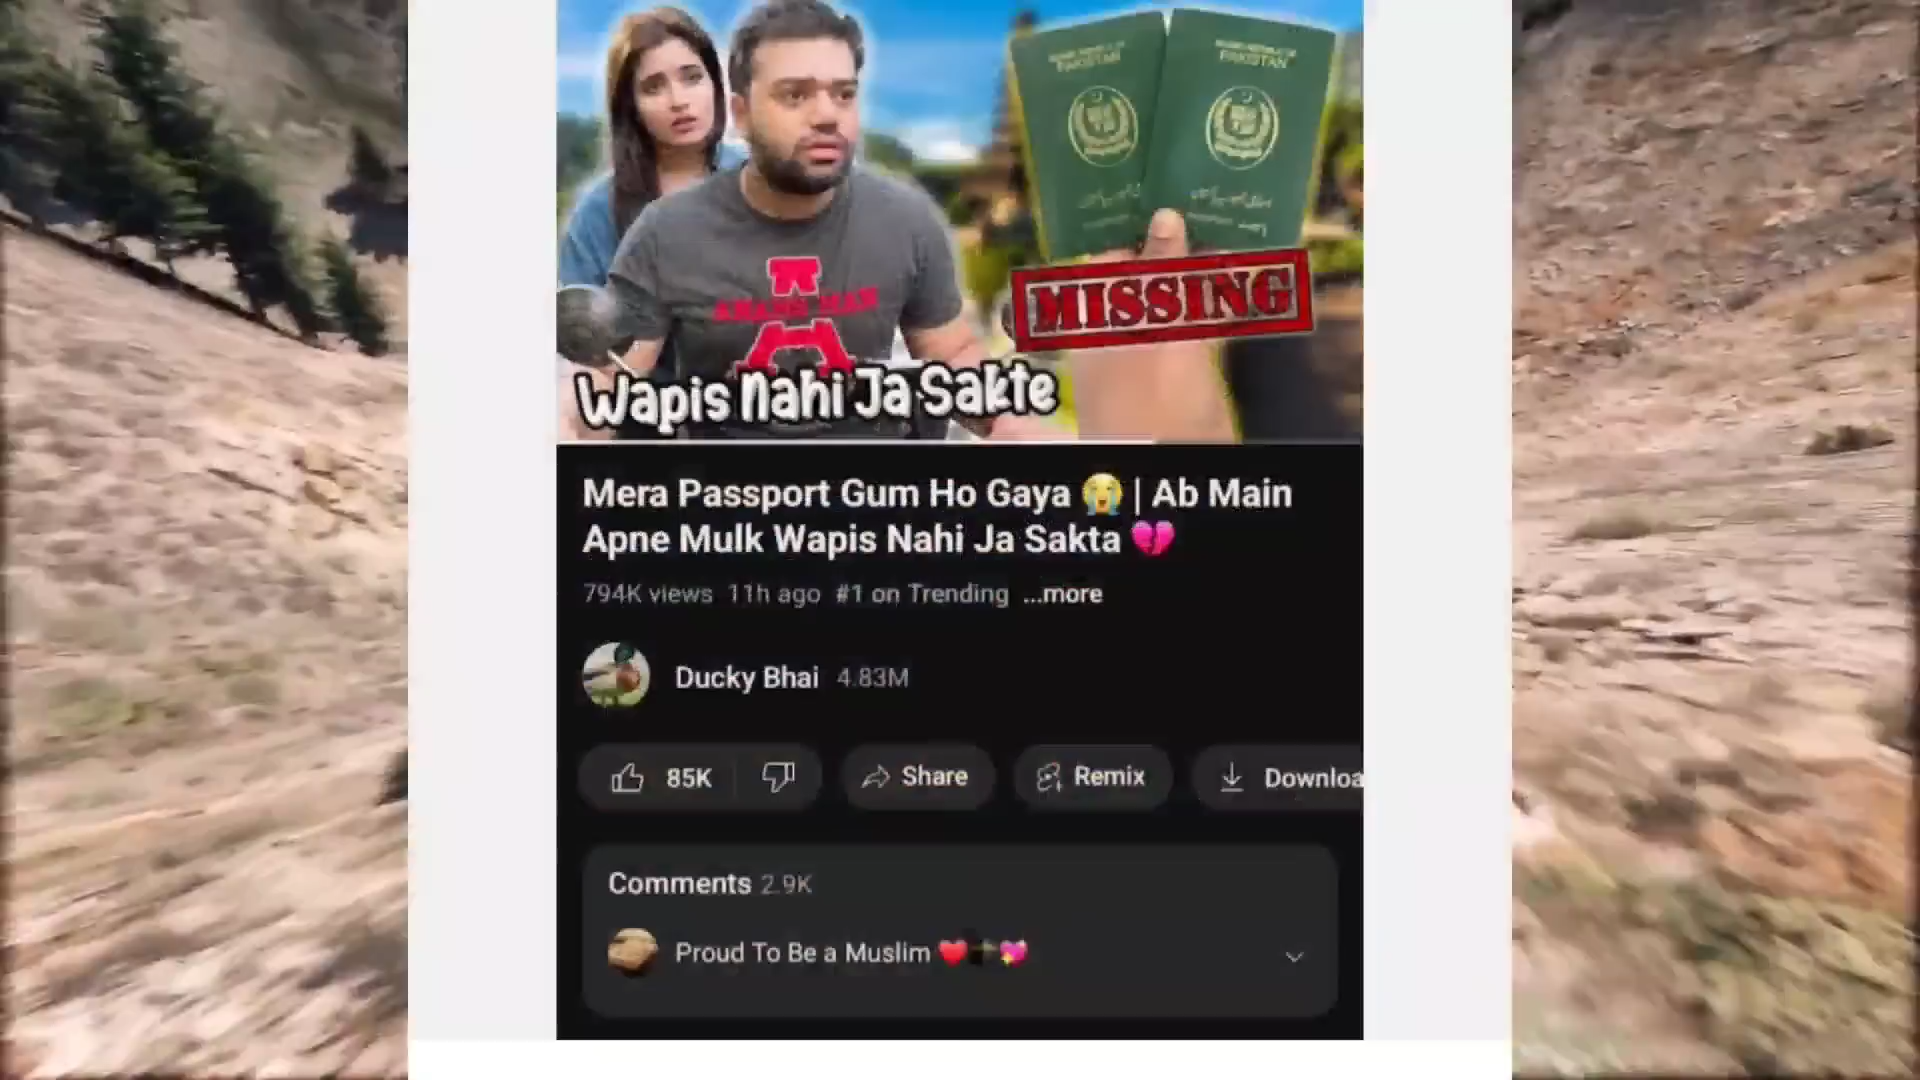 PAKISTAN
PAKISTAN
MISSING
Wapis Nahi Ja Sakte
Mera Passport Gum Ho Gaya 😭 | Ab Main
Apne Mulk Wapis Nahi Ja Sakta 💔
794K views 11h ago #1 on Trending ...more
Ducky Bhai 4.83M
85K
Share
Remix
Downloa
Comments 2.9K
Proud To Be a Muslim